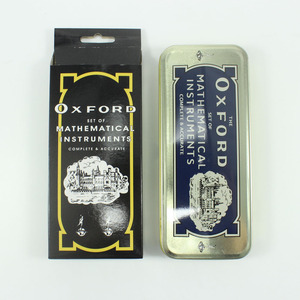 OXFORD
SET OF
MATHEMATICAL
INSTRUMENTS
COMPLETE & ACCURATE
THE
OXFORD
SET OF
MATHEMATICAL
INSTRUMENTS
COMPLETE & ACCURATE